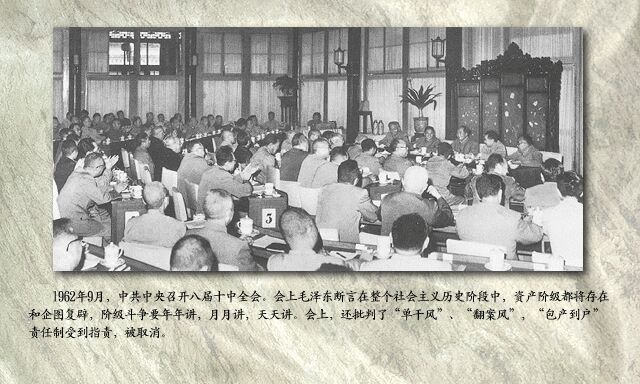 3
1962年9月，中共中央召开八届十中全会。会上毛泽东断言在整个社会主义历史阶段中，资产阶级都将存在
和企图复辟，阶级斗争要年年讲，月月讲，天天讲。会上，还批判了“单干风”、“翻案风”，“包产到户”
责任制受到指责，被取消。